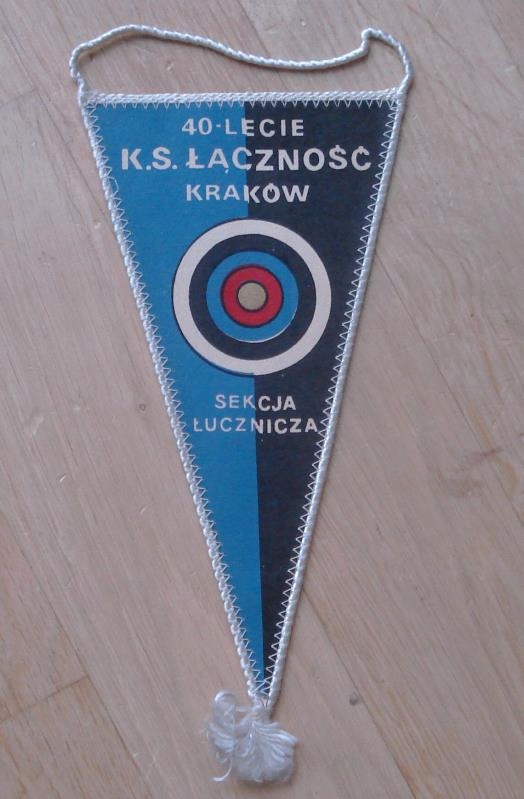 40-LECIE
K.S. ŁĄCZNOŚĆ
KRAKÓW
SEKCJA
ŁUCZNICZA